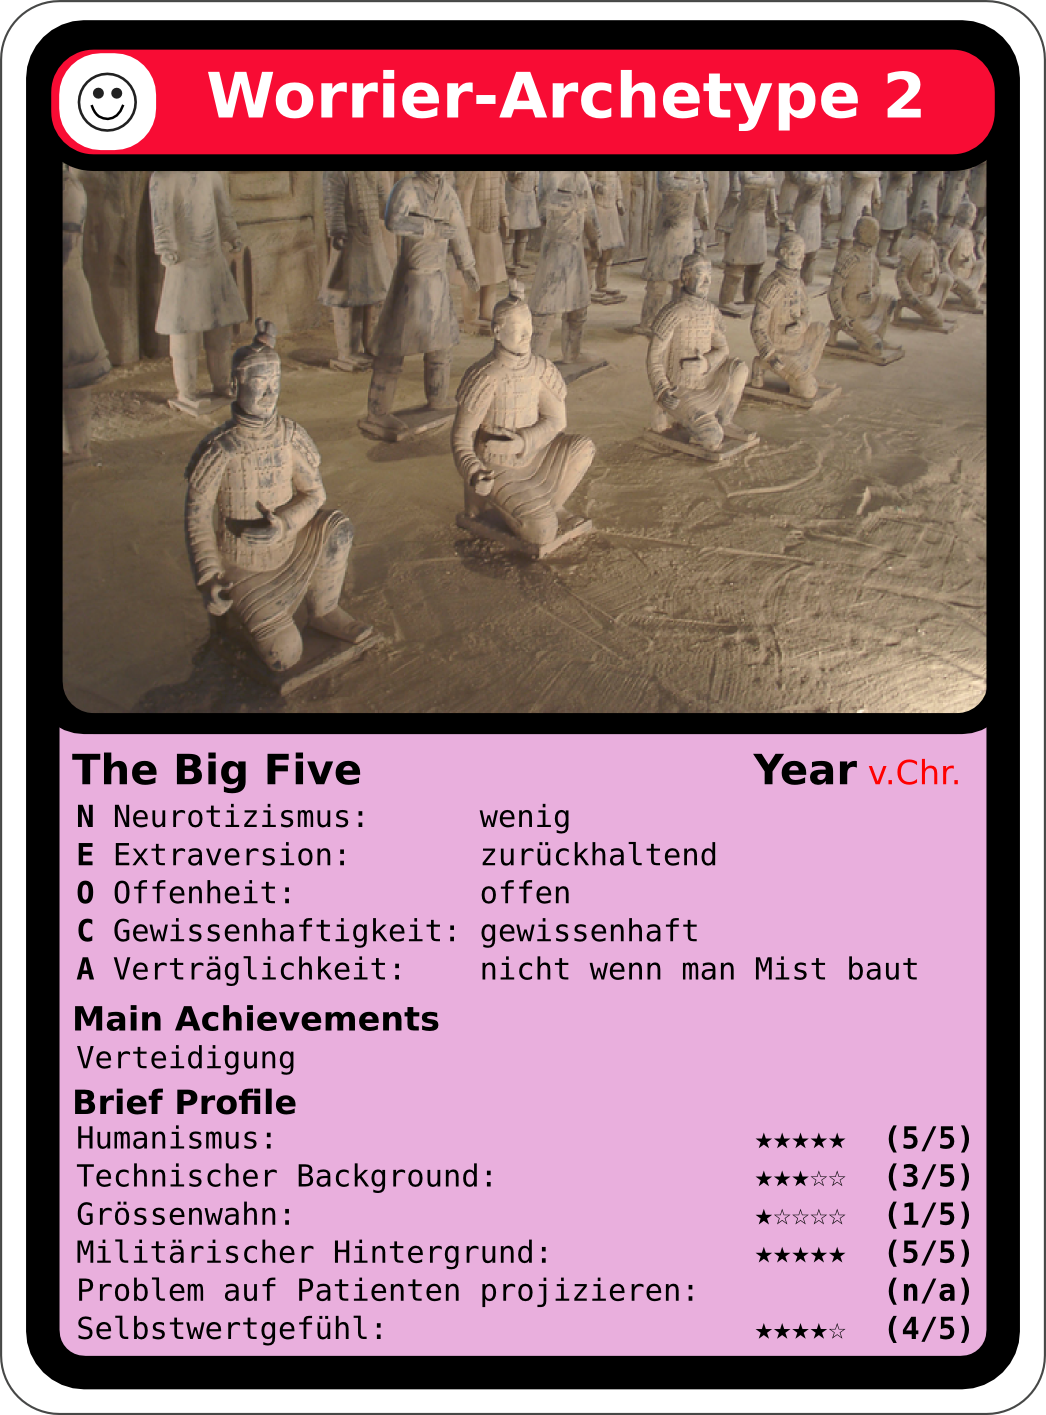 Worrier-Archetype 2
The Big Five Year v.Chr.
N Neurotizismus: wenig
E Extraversion: zurückhaltend
O Offenheit: offen
C Gewissenhaftigkeit: gewissenhaft
A Verträglichkeit: nicht wenn man Mist baut
Main Achievements
Verteidigung
Brief Profile
Humanismus: ★★★★★ (5/5)
Technischer Background: ★★★☆☆ (3/5)
Grössenwahn: ★☆☆☆☆ (1/5)
Militärischer Hintergrund: ★★★★★ (5/5)
Problem auf Patienten projizieren: (n/a)
Selbstwertgefühl: ★★★★☆ (4/5)